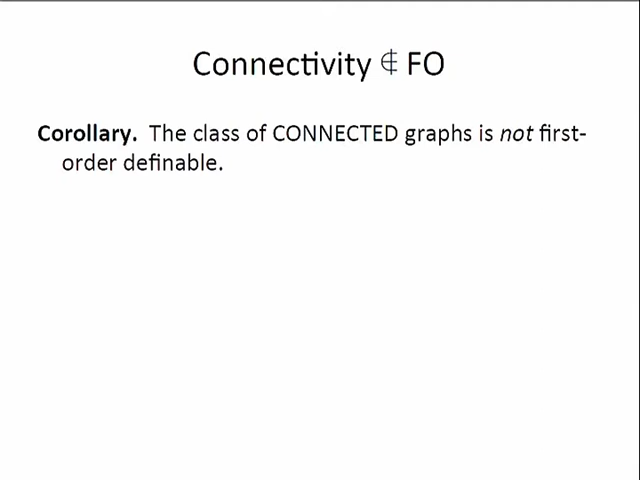 Connectivity ∉ FO
Corollary. The class of CONNECTED graphs is not first-
order definable.